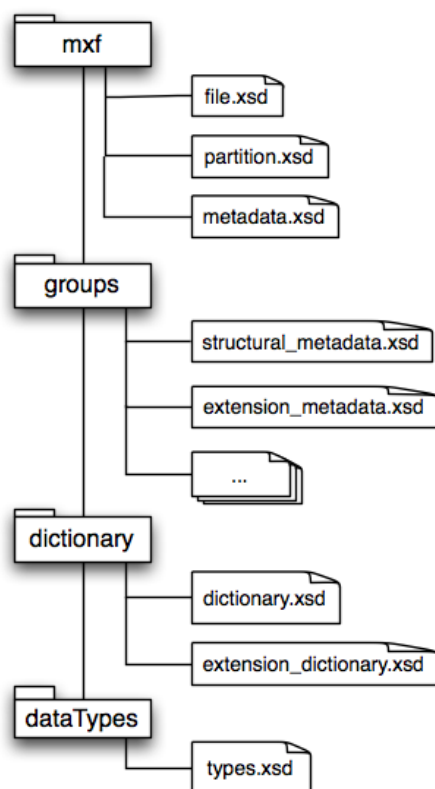 mxf
file.xsd
partition.xsd
metadata.xsd
groups
structural_metadata.xsd
extension_metadata.xsd
...
dictionary
dictionary.xsd
extension_dictionary.xsd
dataTypes
types.xsd